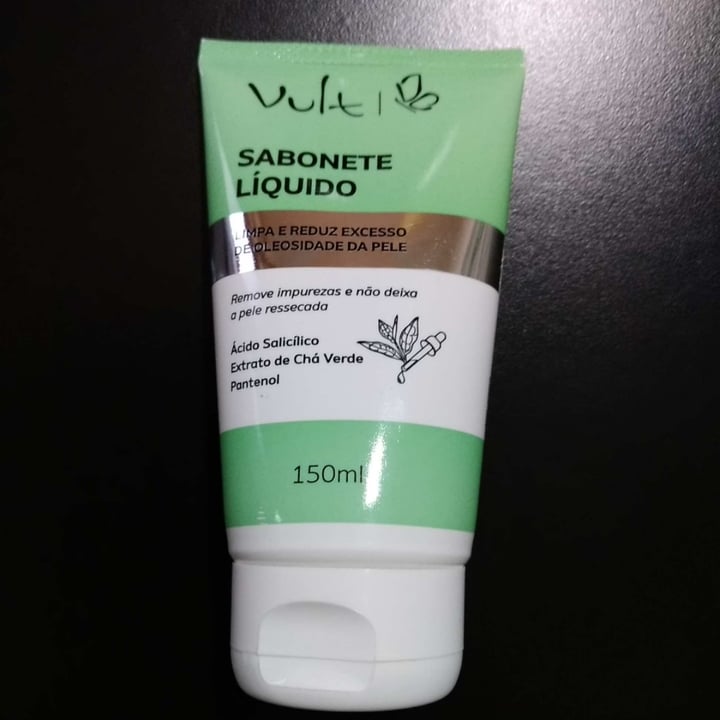 Vult
SABONETE
LÍQUIDO
LIMPA E REDUZ EXCESSO
DE OLEOSIDADE DA PELE
Remove impurezas e não deixa
a pele ressecada
Ácido Salicílico
Extrato de Chá Verde
Pantenol
150ml